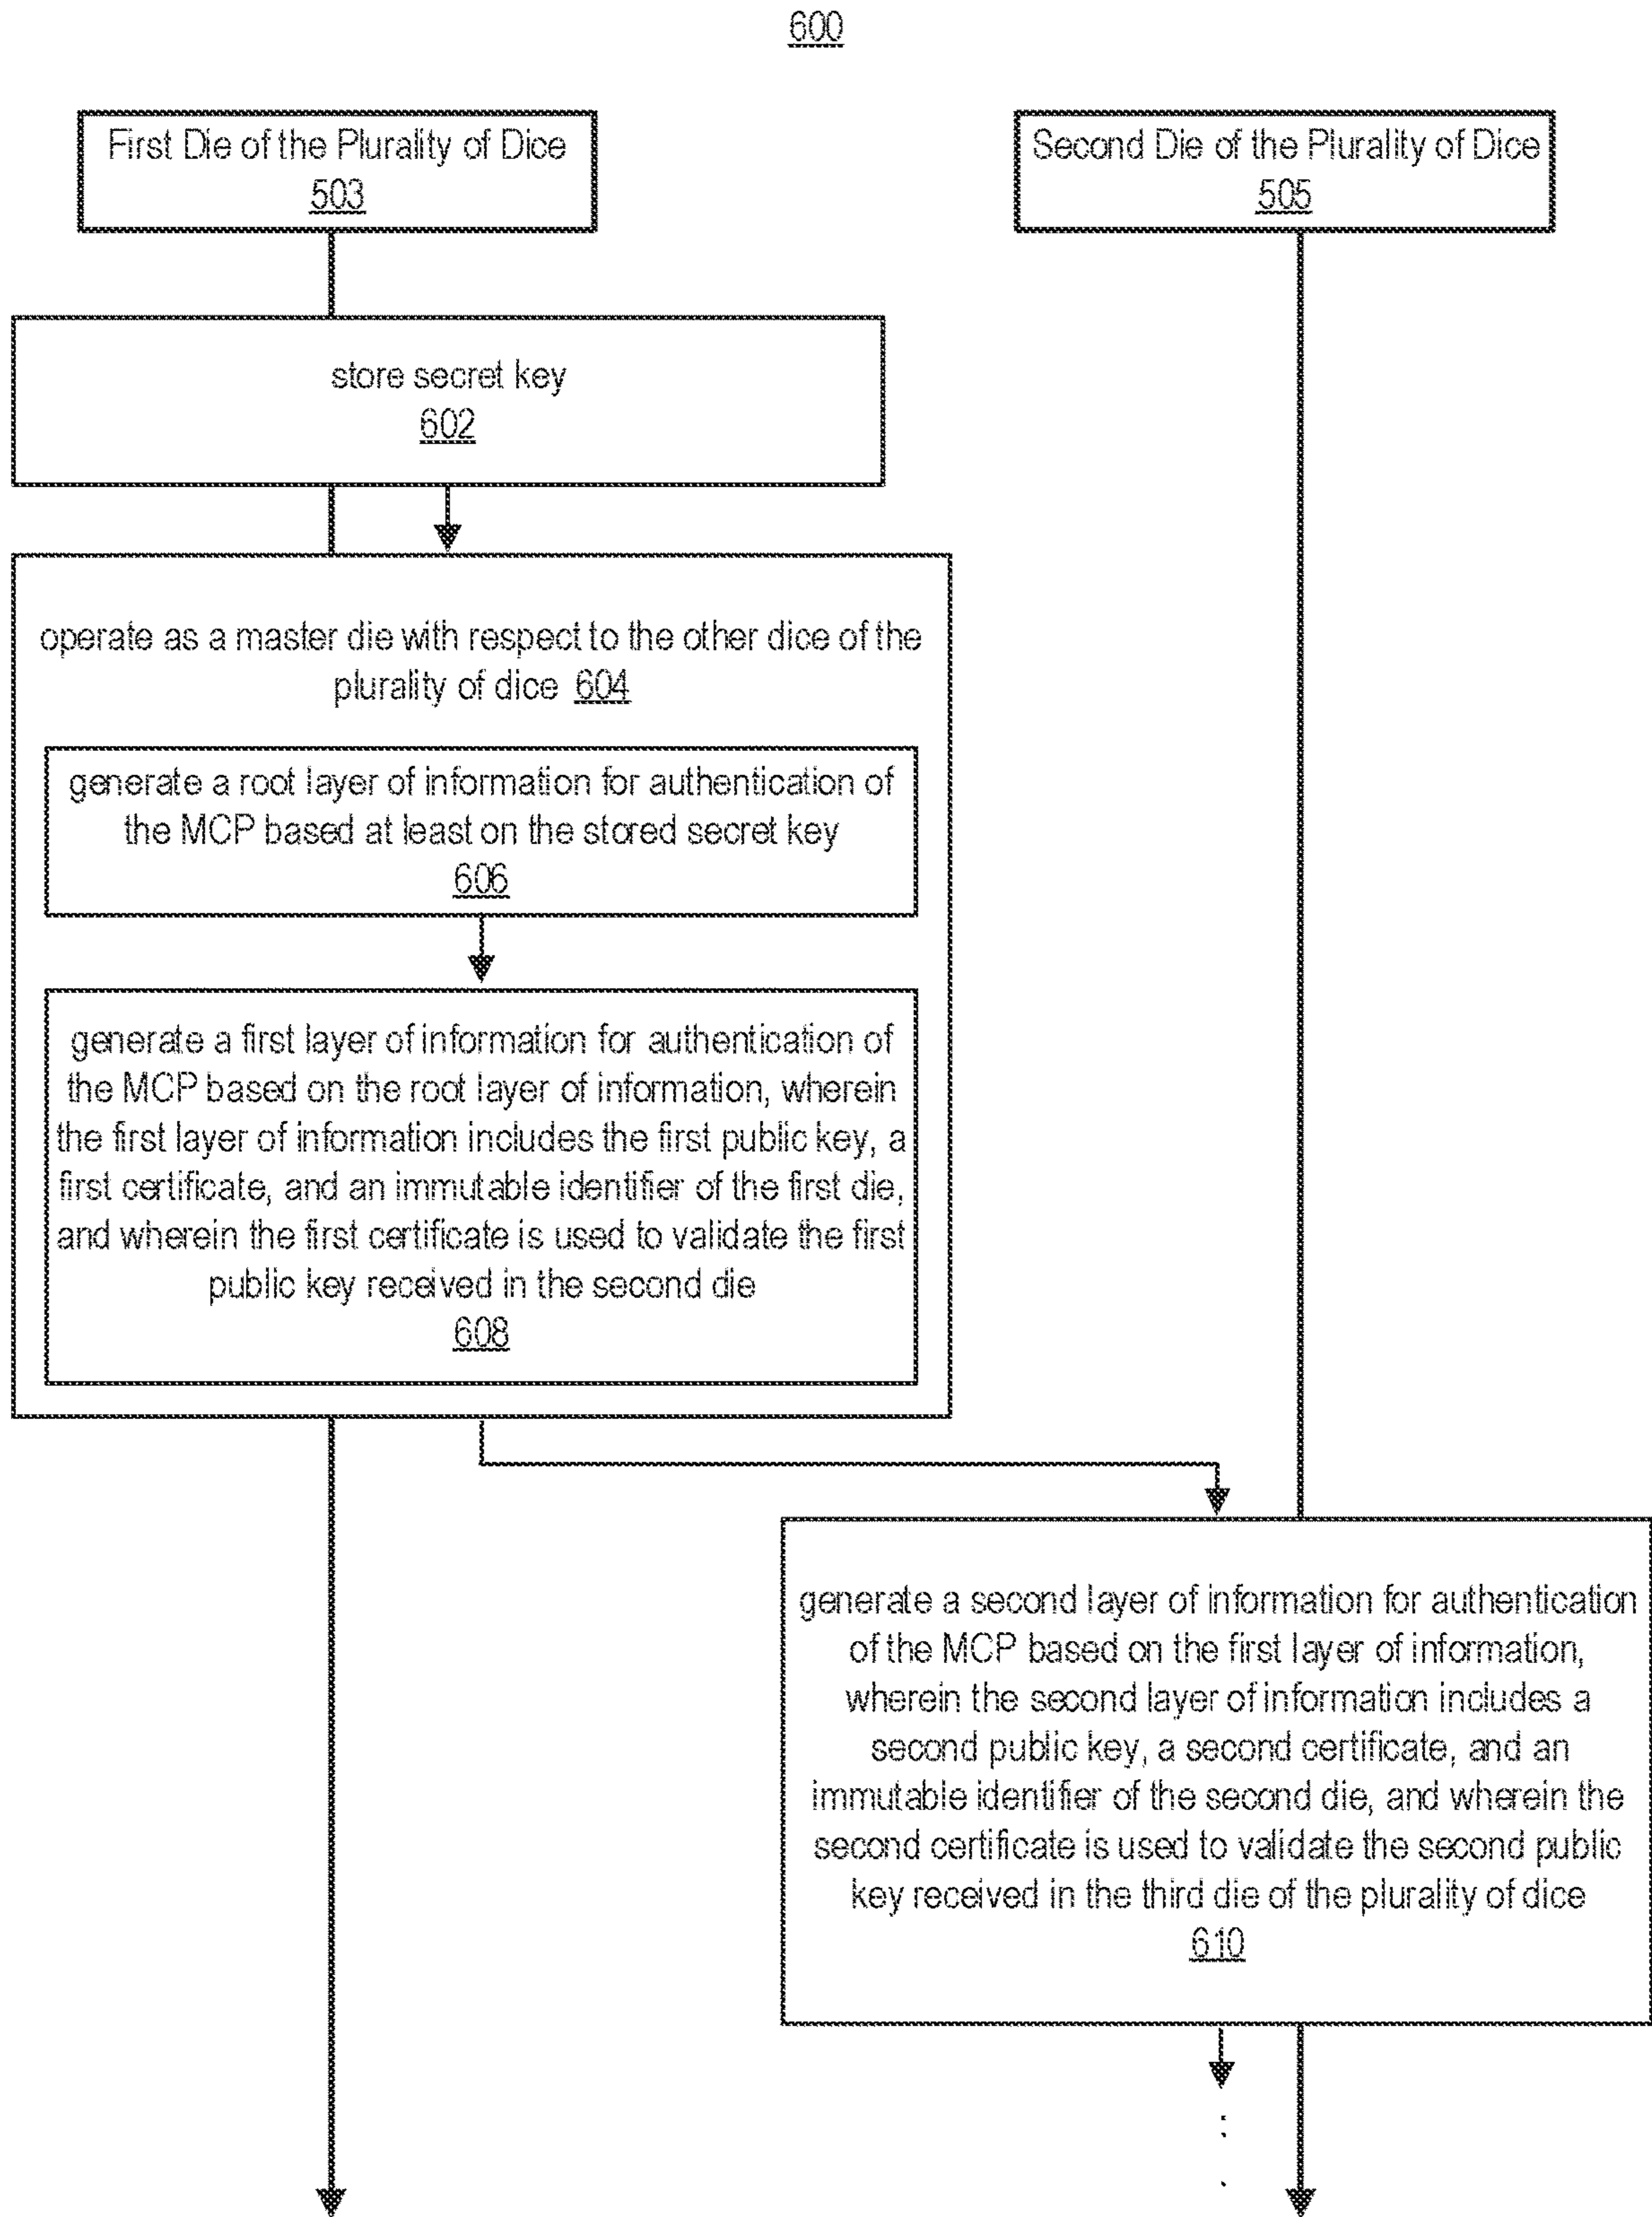 600
First Die of the Plurality of Dice
503
Second Die of the Plurality of Dice
505
store secret key
602
operate as a master die with respect to the other dice of the
plurality of dice 604
generate a root layer of information for authentication of
the MCP based at least on the stored secret key
606
generate a first layer of information for authentication of
the MCP based on the root layer of information, wherein
the first layer of information includes the first public key, a
first certificate, and an immutable identifier of the first die,
and wherein the first certificate is used to validate the first
public key received in the second die
608
generate a second layer of information for authentication
of the MCP based on the first layer of information,
wherein the second layer of information includes a
second public key, a second certificate, and an
immutable identifier of the second die, and wherein the
second certificate is used to validate the second public
key received in the third die of the plurality of dice
610